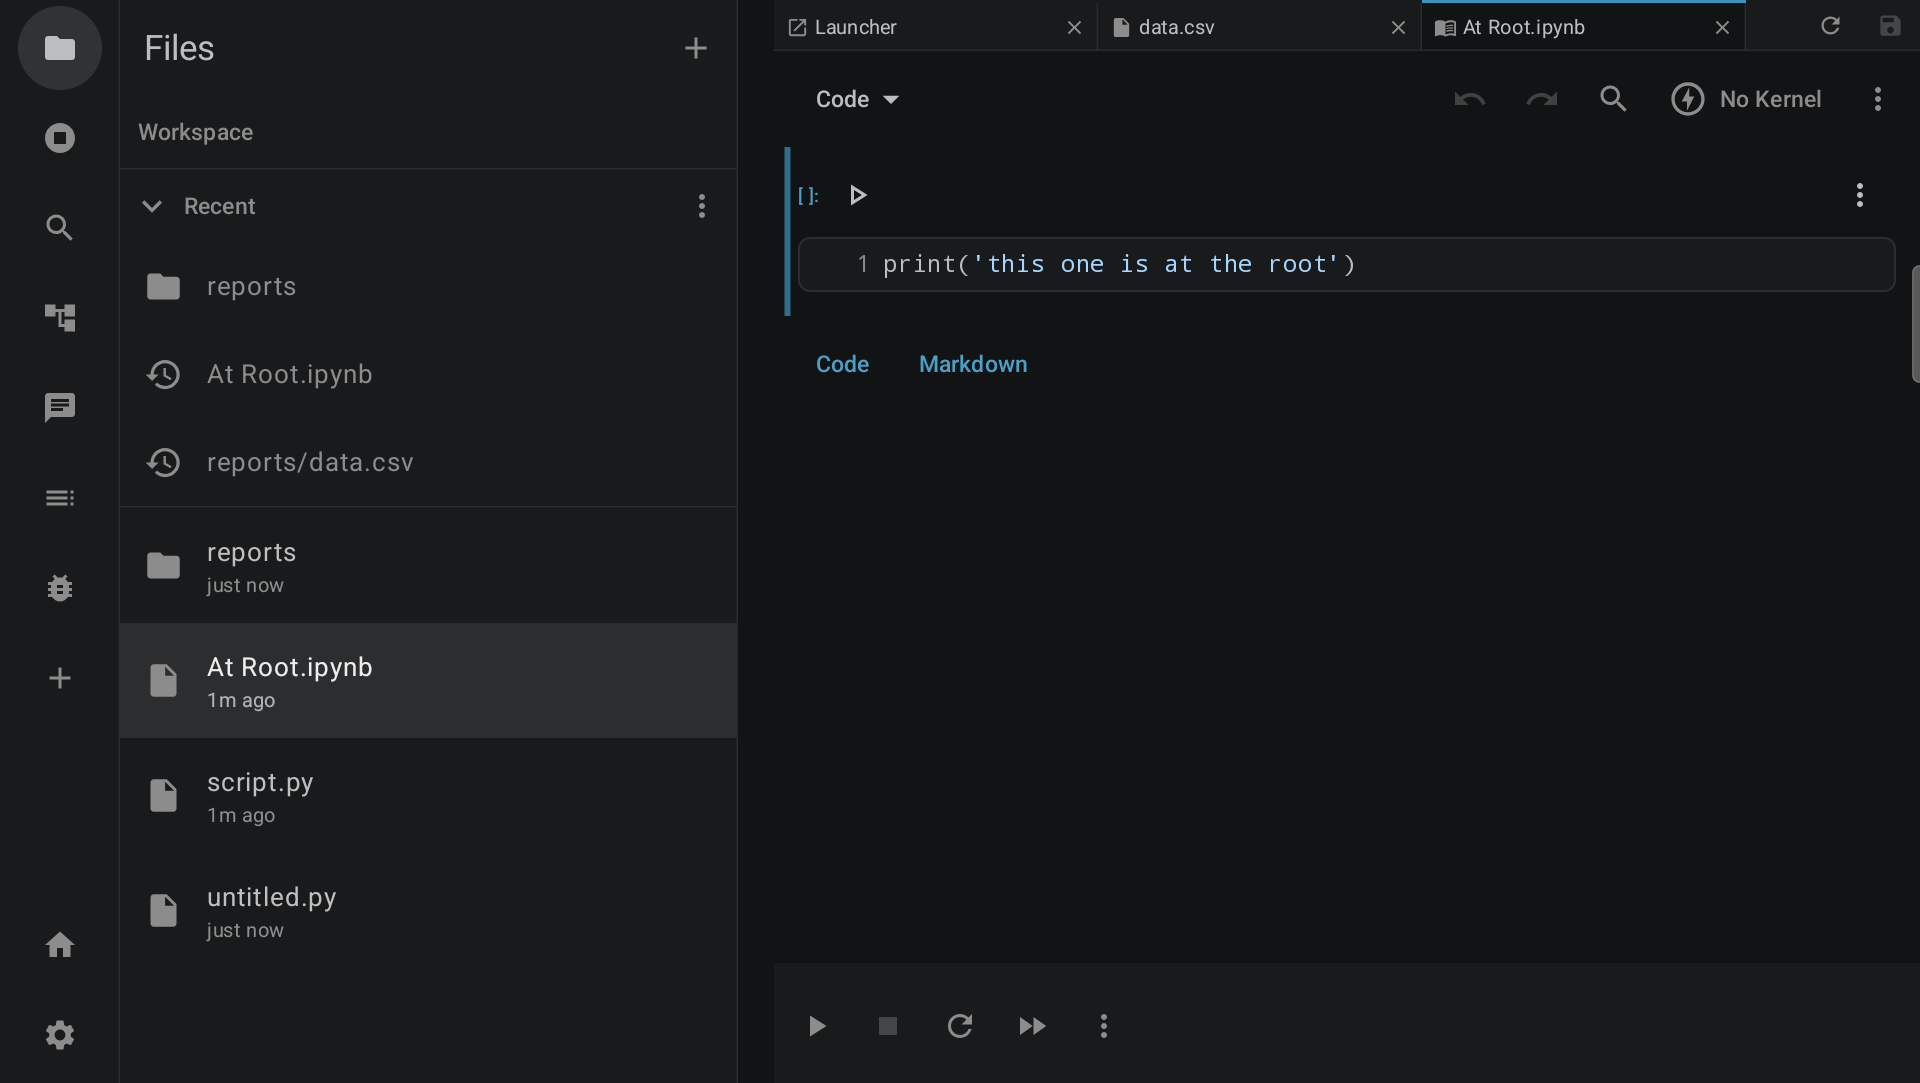 Files
Workspace
Recent
reports
At Root.ipynb
reports/data.csv
reports
just now
At Root.ipynb
1m ago
script.py
1m ago
untitled.py
just now
Launcher
data.csv
At Root.ipynb
Code
No Kernel
[ ]:
1 print('this one is at the root')
Code Markdown